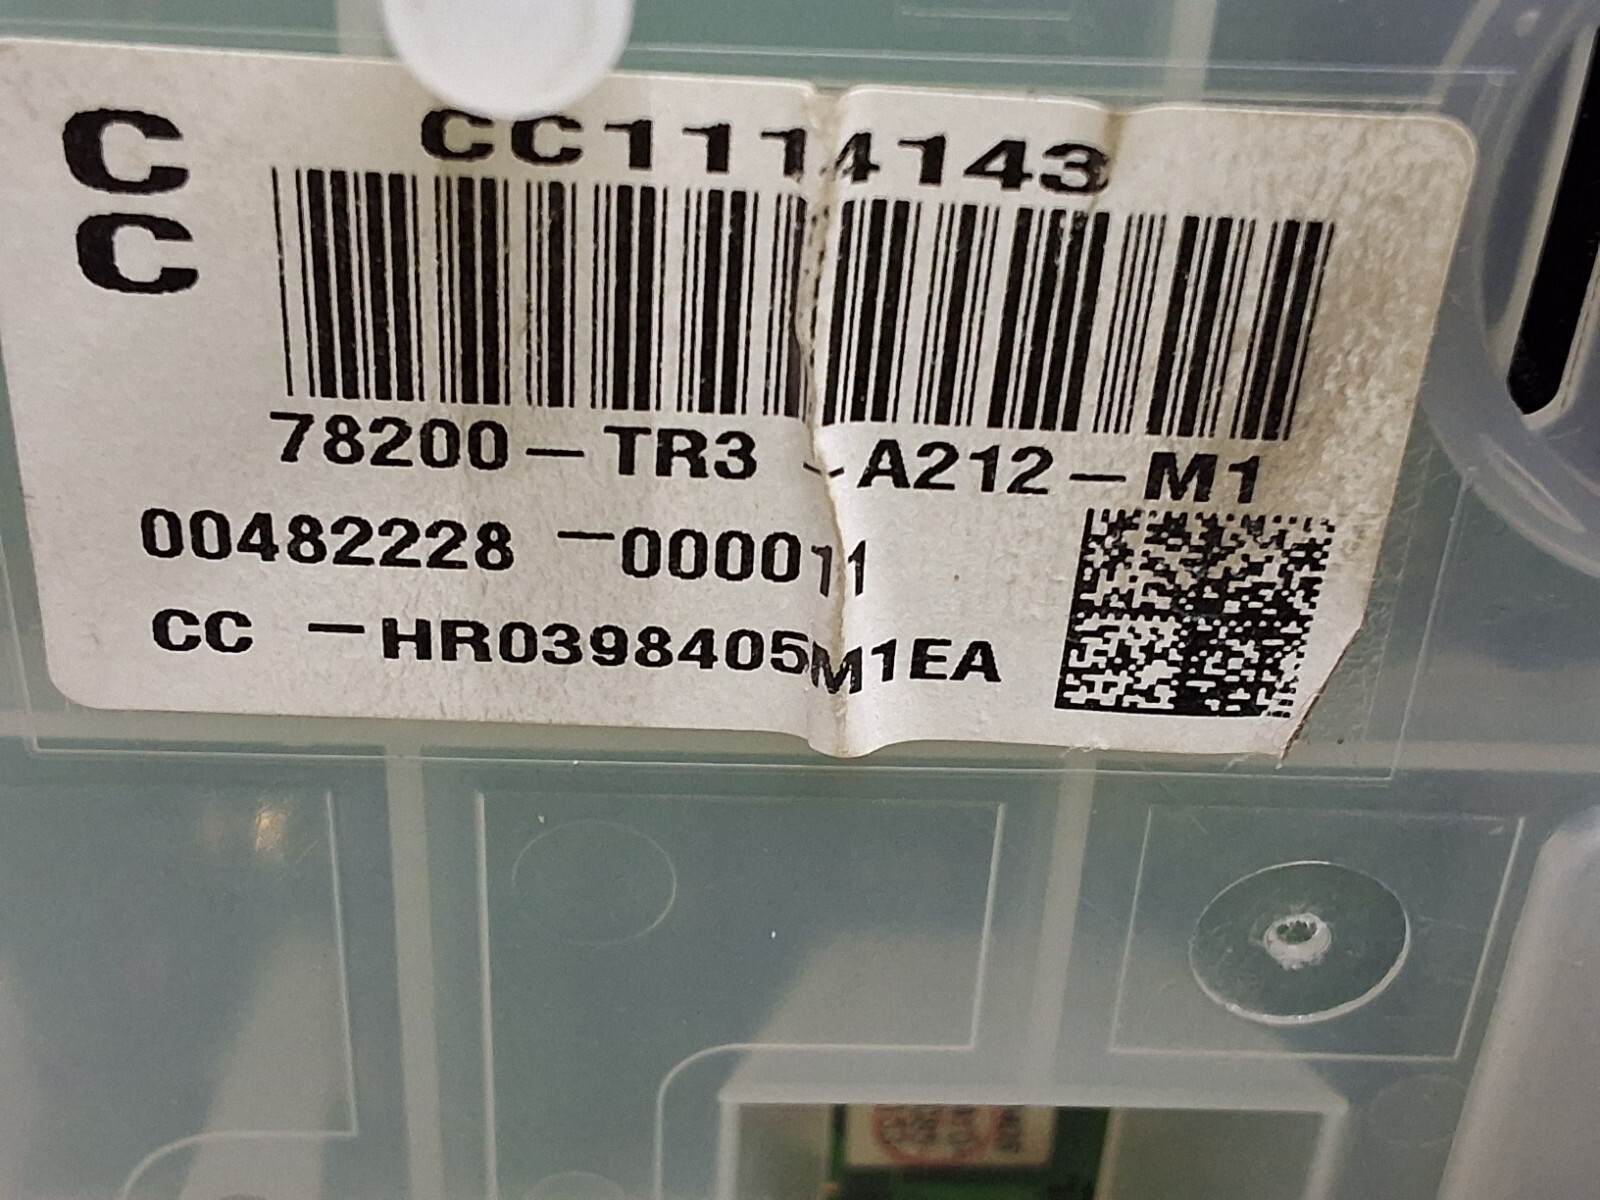 C CC1114143
C
78200-TR3-A212-M1
00482228-000011
CC-HR0398405M1EA